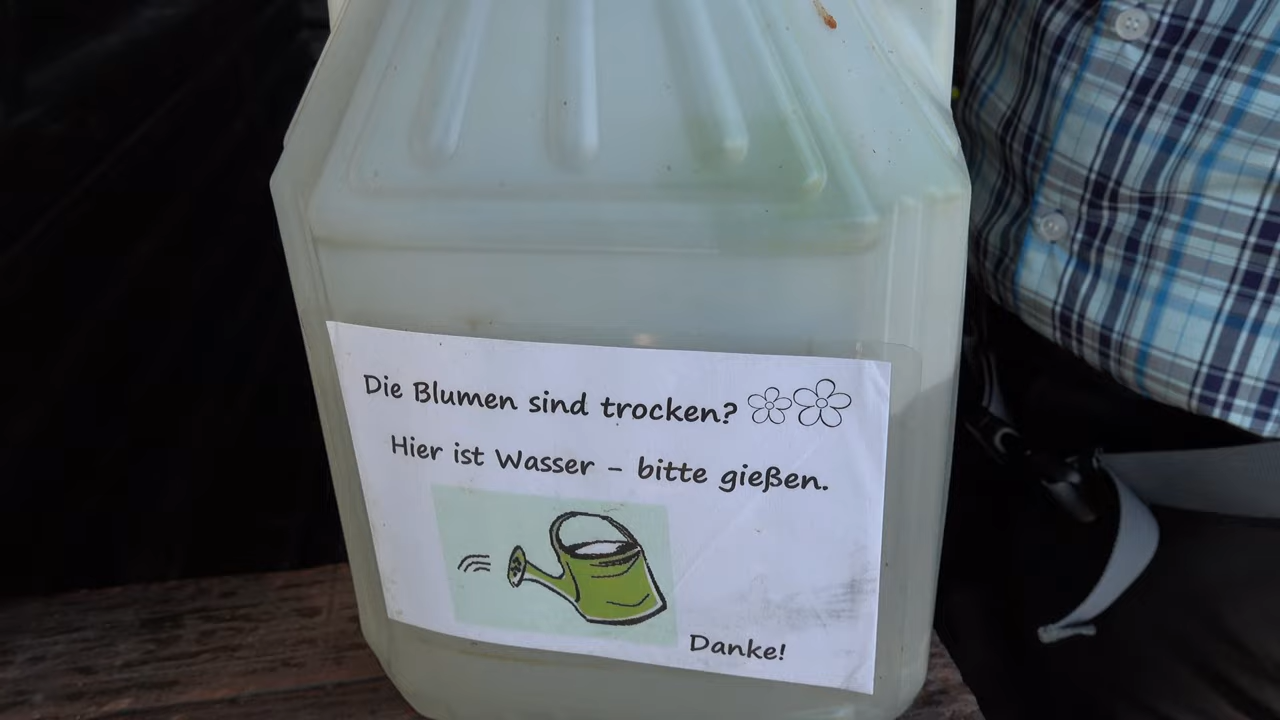 Die Blumen sind trocken?
Hier ist Wasser – bitte gießen.
Danke!